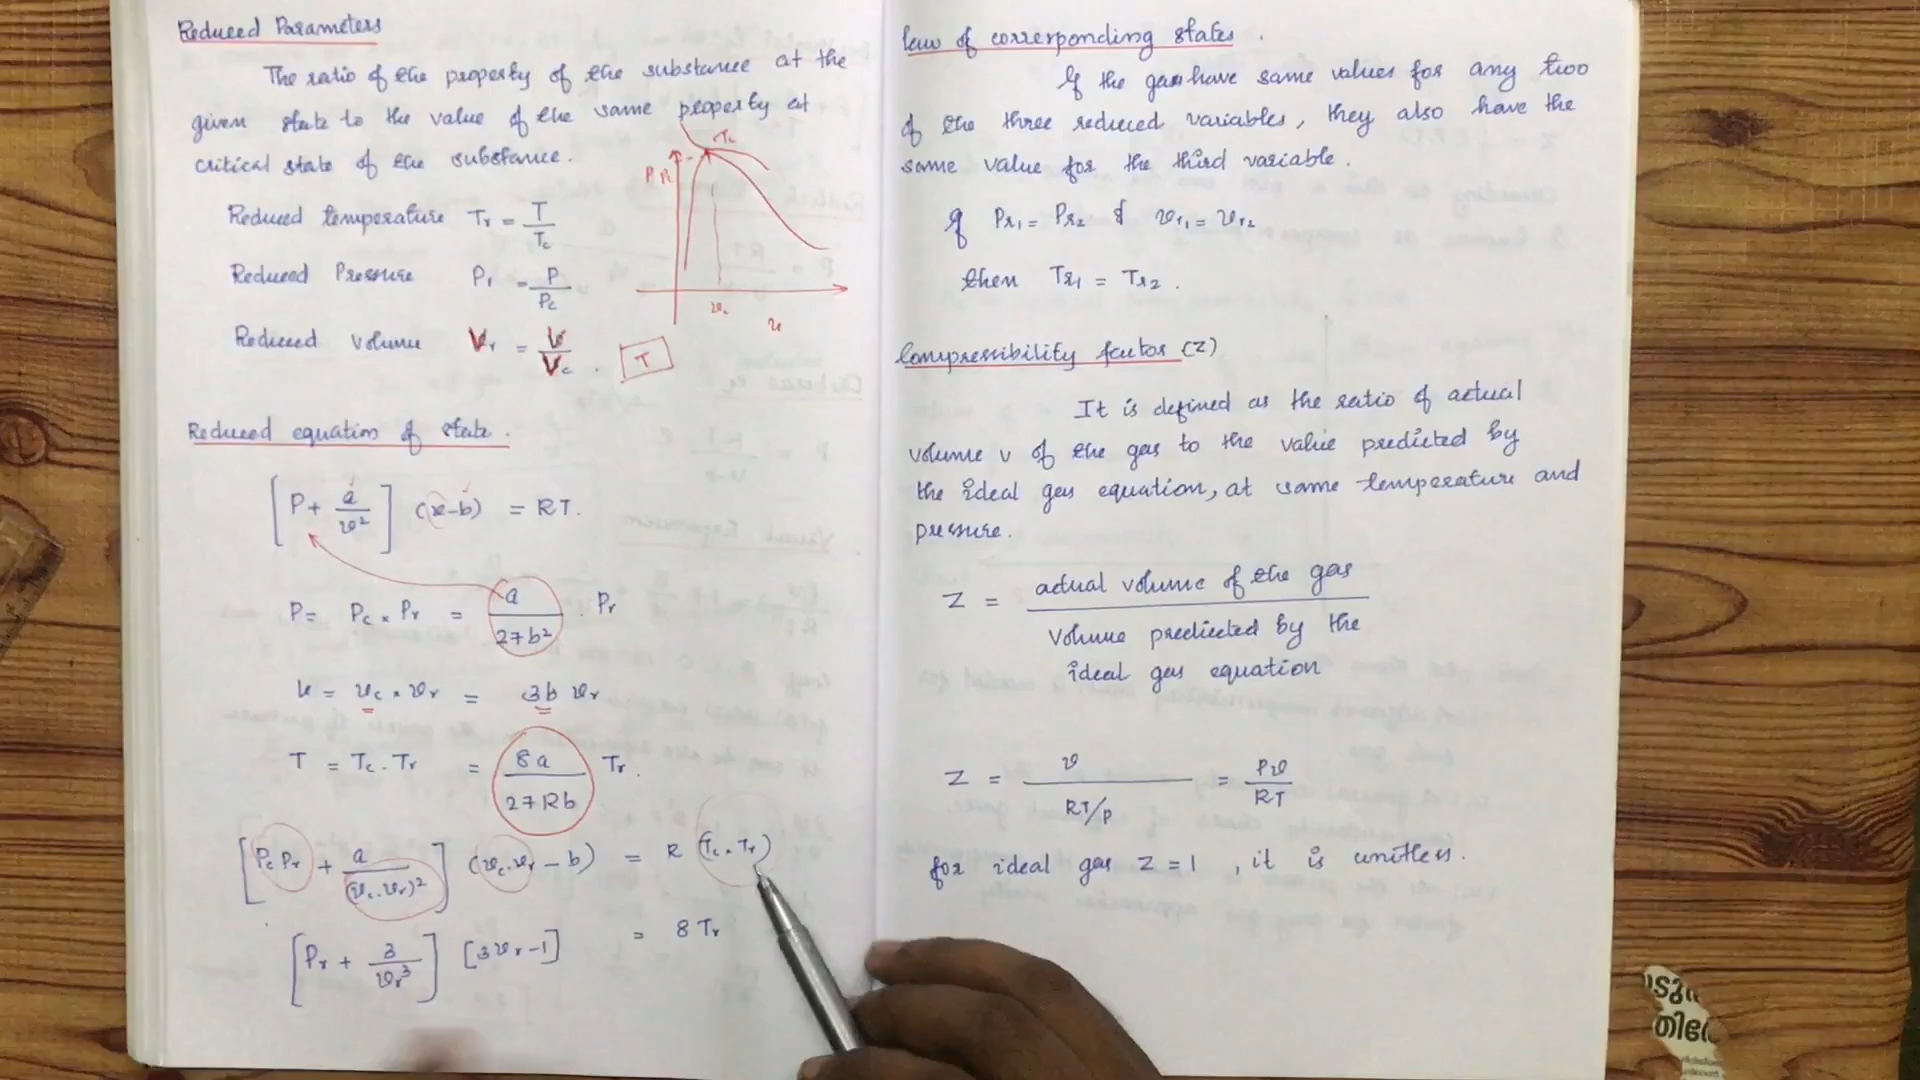 Reduced Parameters
The ratio of the property of the substance at the
given state to the value of the same property at
critical state of the substance.
Reduced temperature Tr = T/Tc
Reduced Pressure Pr = P/Pc
Reduced volume Vr = v/Vc .
P Pc Tc vc v
T
Reduced equation of state .
[P + a/v²] (v-b) = RT.
P = Pc × Pr = a/27b² . Pr
v = vc × vr = 3b vr
T = Tc . Tr = 8a/27Rb Tr.
[Pc Pr + a/(vc.vr)²] (vc.vr - b) = R (Tc . Tr)
[Pr + 3/vr³] [3vr - 1] = 8 Tr
law of corresponding states .
If the gas have same values for any two
of the three reduced variables, they also have the
same value for the third variable .
If Pr1 = Pr2 & vr1 = vr2
then Tr1 = Tr2 .
Compressibility factor (Z)
It is defined as the ratio of actual
volume v of the gas to the value predicted by
the ideal gas equation, at same temperature and
pressure .
Z = actual volume of the gas
Volume predicted by the
ideal gas equation
Z = v/(RT/P) = Pv/RT
for ideal gas Z = 1 , it is unitless .